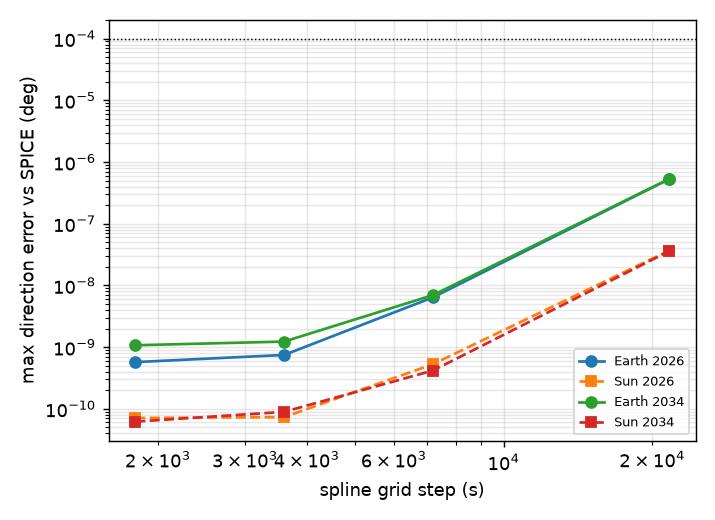 max direction error vs SPICE (deg)
10⁻⁴
10⁻⁵
10⁻⁶
10⁻⁷
10⁻⁸
10⁻⁹
10⁻¹⁰
Earth 2026
Sun 2026
Earth 2034
Sun 2034
2 × 10³ 3 × 10³ 4 × 10³ 6 × 10³ 10⁴ 2 × 10⁴
spline grid step (s)